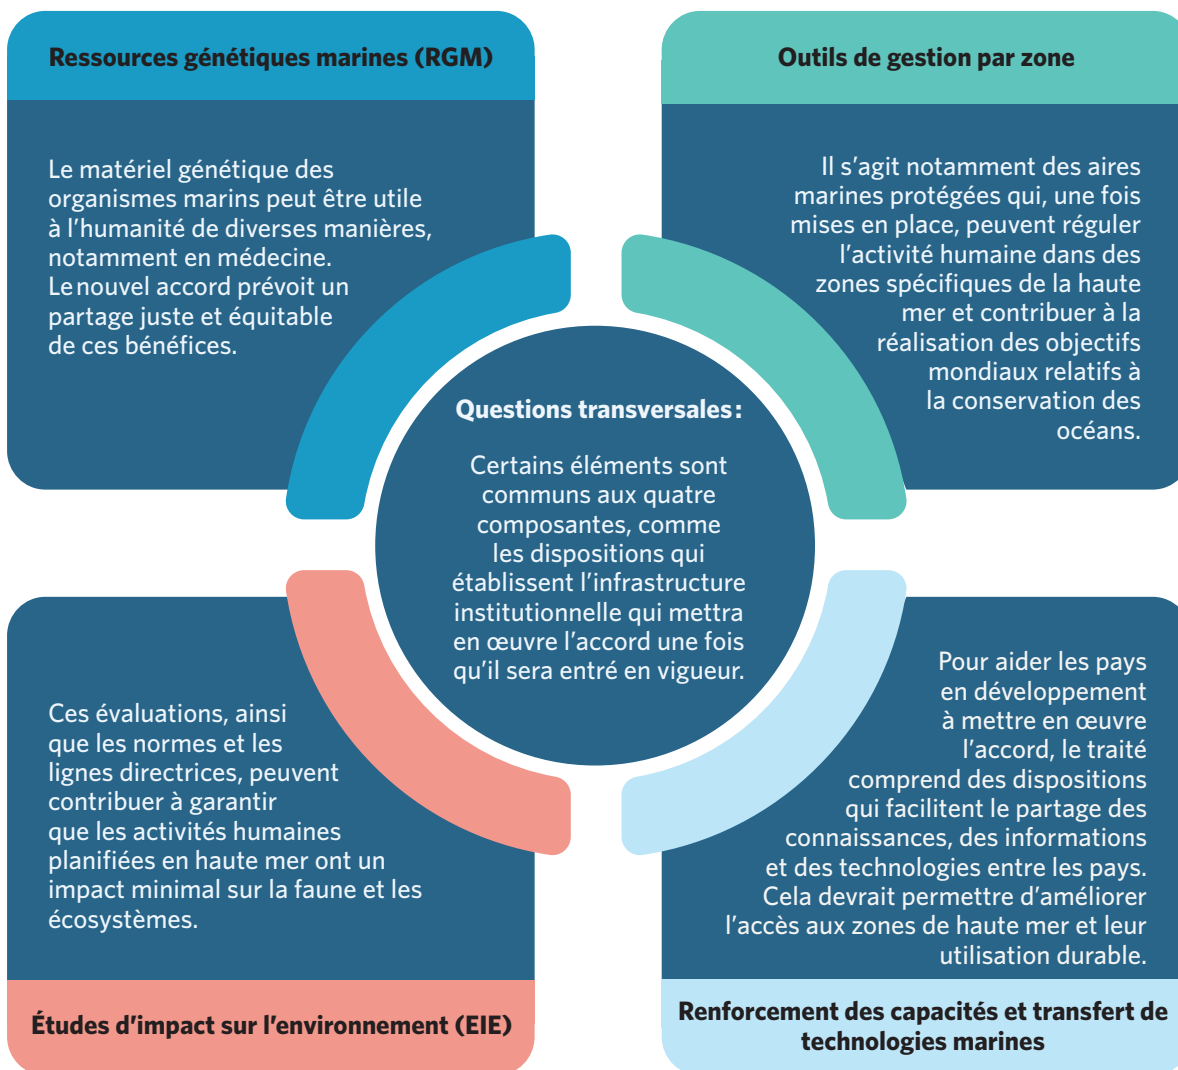 Ressources génétiques marines (RGM)
Le matériel génétique des
organismes marins peut être utile
à l’humanité de diverses manières,
notamment en médecine.
Le nouvel accord prévoit un
partage juste et équitable
de ces bénéfices.
Outils de gestion par zone
Il s’agit notamment des aires
marines protégées qui, une fois
mises en place, peuvent réguler
l’activité humaine dans des
zones spécifiques de la haute
mer et contribuer à la
réalisation des objectifs
mondiaux relatifs à
la conservation des
océans.
Questions transversales :
Certains éléments sont
communs aux quatre
composantes, comme
les dispositions qui
établissent l’infrastructure
institutionnelle qui mettra
en œuvre l’accord une fois
qu’il sera entré en vigueur.
Ces évaluations, ainsi
que les normes et les
lignes directrices, peuvent
contribuer à garantir
que les activités humaines
planifiées en haute mer ont un
impact minimal sur la faune et les
écosystèmes.
Études d’impact sur l’environnement (EIE)
Pour aider les pays
en développement
à mettre en œuvre
l’accord, le traité
comprend des dispositions
qui facilitent le partage des
connaissances, des informations
et des technologies entre les pays.
Cela devrait permettre d’améliorer
l’accès aux zones de haute mer et leur
utilisation durable.
Renforcement des capacités et transfert de
technologies marines